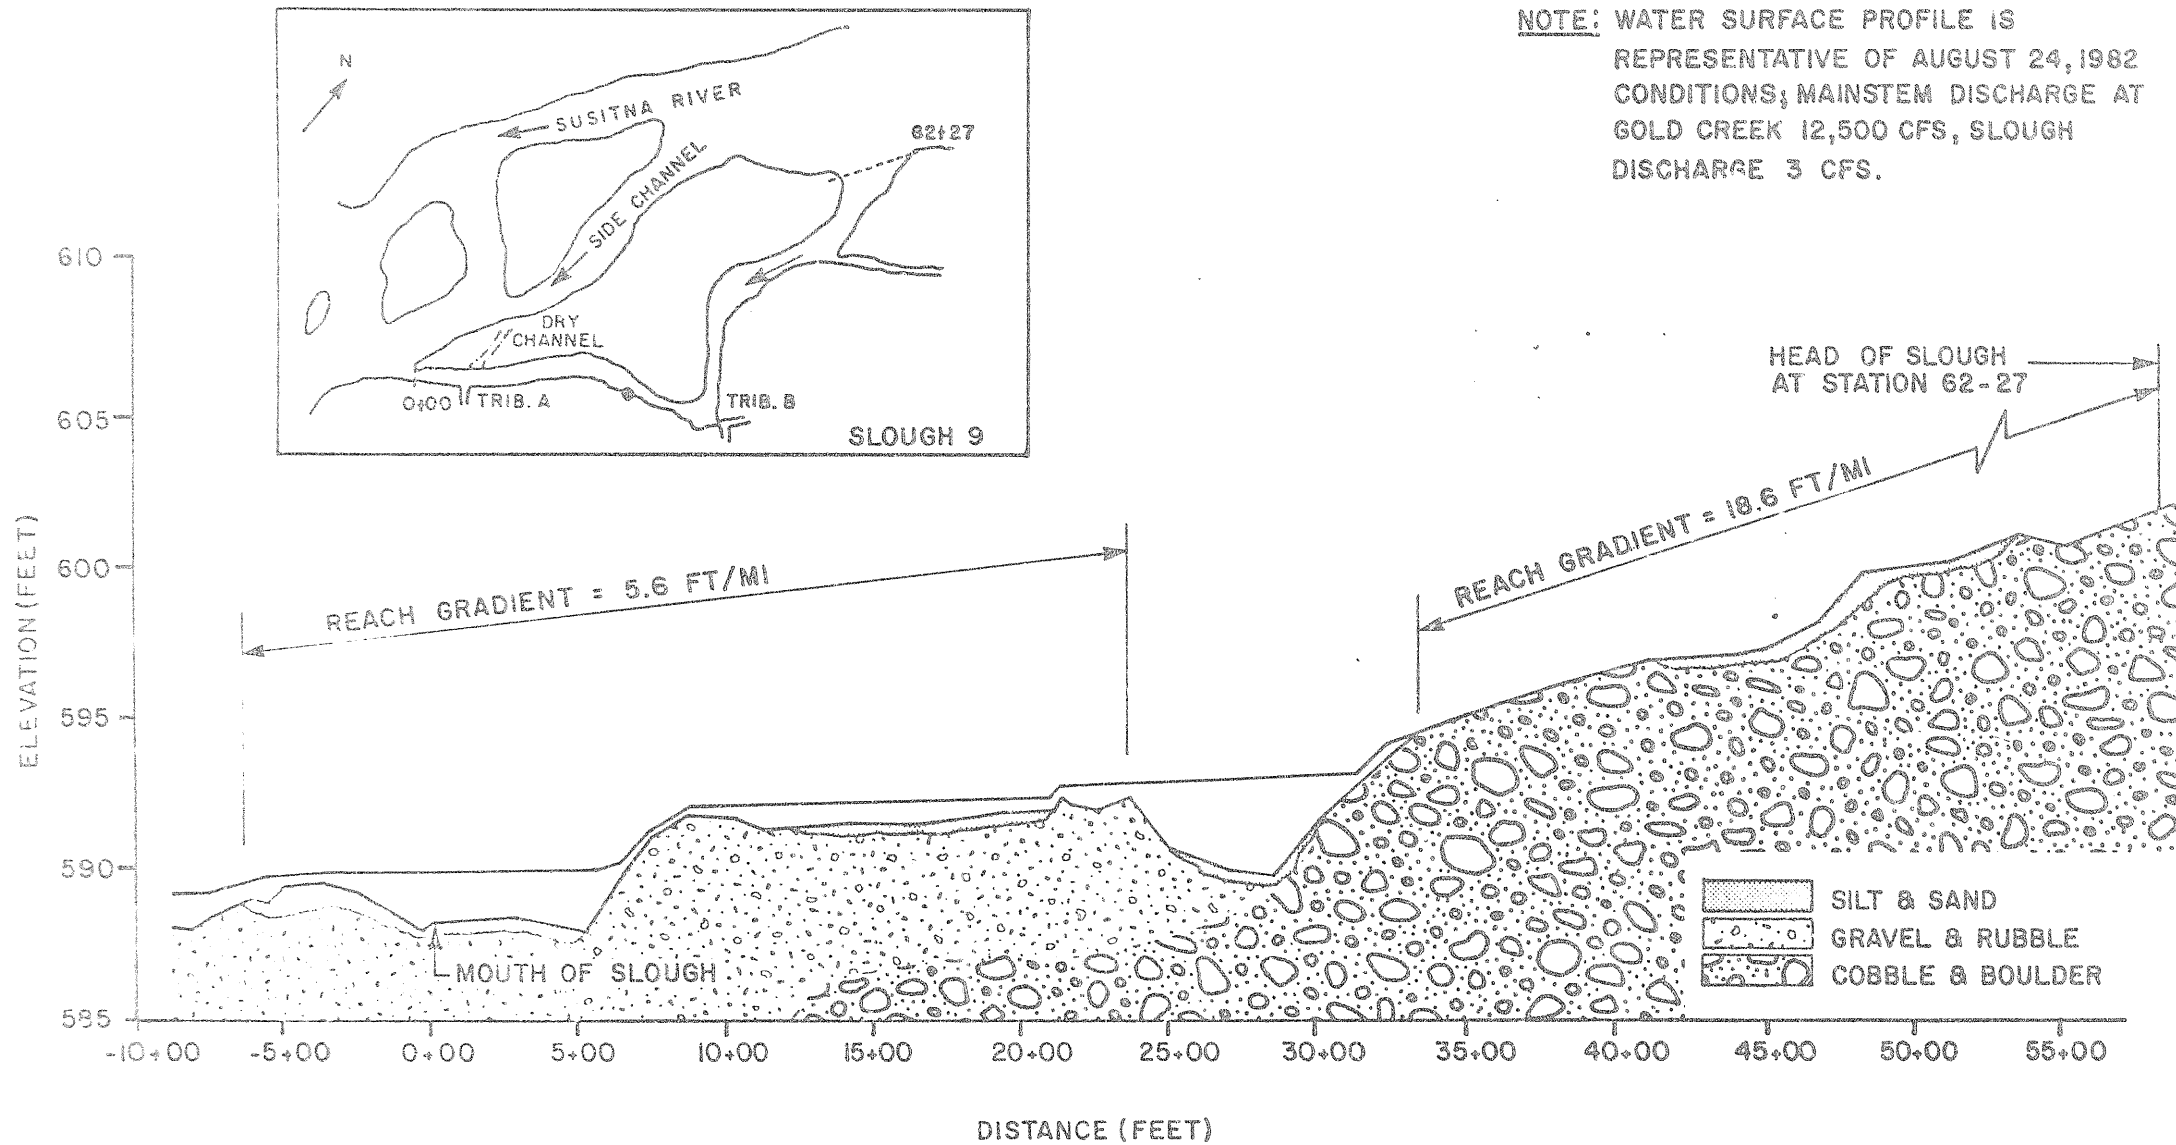 NOTE: WATER SURFACE PROFILE IS
REPRESENTATIVE OF AUGUST 24, 1982
CONDITIONS; MAINSTEM DISCHARGE AT
GOLD CREEK 12,500 CFS, SLOUGH
DISCHARGE 3 CFS.
N
SUSITNA RIVER
62+27
SIDE CHANNEL
DRY
CHANNEL
0+00
TRIB. A
TRIB. B
SLOUGH 9
HEAD OF SLOUGH
AT STATION 62-27
REACH GRADIENT = 5.6 FT/MI
REACH GRADIENT = 18.6 FT/MI
ELEVATION (FEET)
610
605
600
595
590
585
MOUTH OF SLOUGH
SILT & SAND
GRAVEL & RUBBLE
COBBLE & BOULDER
-10+00 -5+00 0+00 5+00 10+00 15+00 20+00 25+00 30+00 35+00 40+00 45+00 50+00 55+00
DISTANCE (FEET)